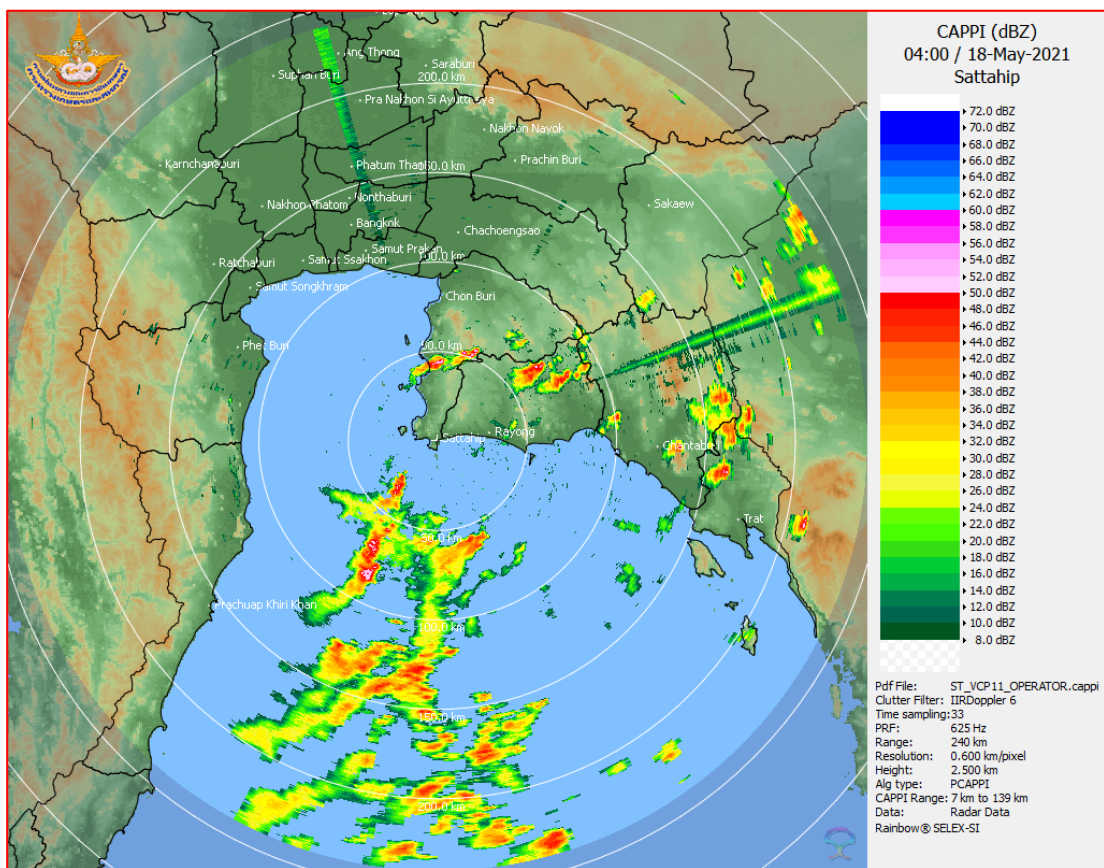 CAPPI (dBZ)
04:00 / 18-May-2021
Sattahip
72.0 dBZ
70.0 dBZ
68.0 dBZ
66.0 dBZ
64.0 dBZ
62.0 dBZ
60.0 dBZ
58.0 dBZ
56.0 dBZ
54.0 dBZ
52.0 dBZ
50.0 dBZ
48.0 dBZ
46.0 dBZ
44.0 dBZ
42.0 dBZ
40.0 dBZ
38.0 dBZ
36.0 dBZ
34.0 dBZ
32.0 dBZ
30.0 dBZ
28.0 dBZ
26.0 dBZ
24.0 dBZ
22.0 dBZ
20.0 dBZ
18.0 dBZ
16.0 dBZ
14.0 dBZ
12.0 dBZ
10.0 dBZ
8.0 dBZ
Pdf File: ST_VCP11_OPERATOR.cappi
Clutter Filter: IIRDoppler 6
Time sampling:33
PRF: 625 Hz
Range: 240 km
Resolution: 0.600 km/pixel
Height: 2.500 km
Alg type: PCAPPI
CAPPI Range: 7 km to 139 km
Data: Radar Data
Rainbow® SELEX-SI
Ang Thong
Saraburi
Suphan Buri
200.0 km
Pra Nakhon Si Ayuttraya
Nakhon Nayok
Prachin Buri
Karnchanaburi
Phatum Thani
150.0 km
Nonthaburi
Nakhon Phatom
Sakaew
Bangkok
Chachoengsao
Samut Prakan
100.0 km
Samut Ssakhon
Ratchaburi
Samut Songkhram
Chon Buri
Phet Buri
50.0 km
Rayong
Sattahip
Chantaburi
Trat
50.0 km
Prachuap Khiri Khan
100.0 km
150.0 km
200.0 km